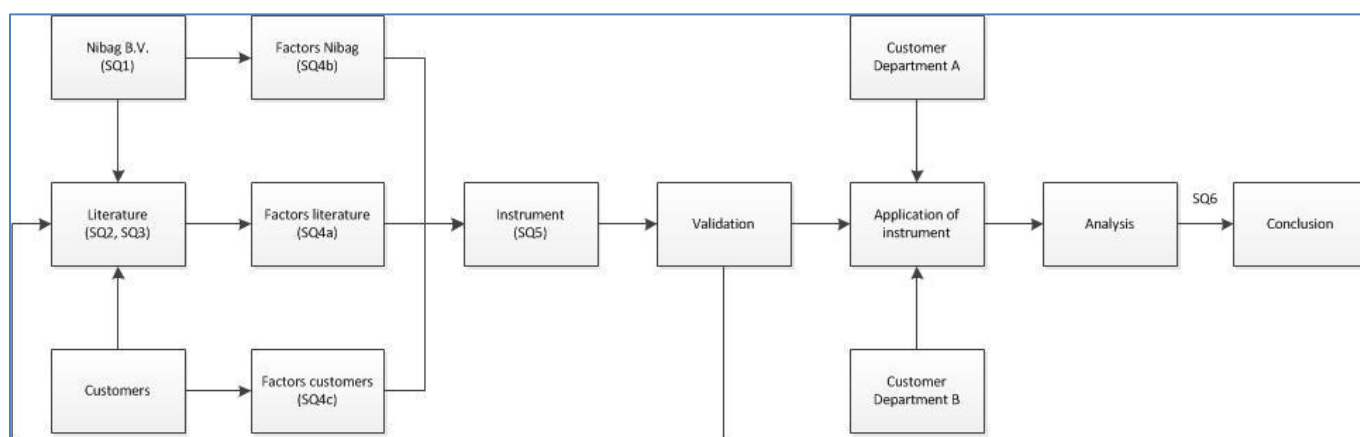 Nibag B.V.
(SQ1)
Factors Nibag
(SQ4b)
Customer
Department A
Literature
(SQ2, SQ3)
Factors literature
(SQ4a)
Instrument
(SQ5)
Validation
Application of
instrument
Analysis
SQ6
Conclusion
Customers
Factors customers
(SQ4c)
Customer
Department B